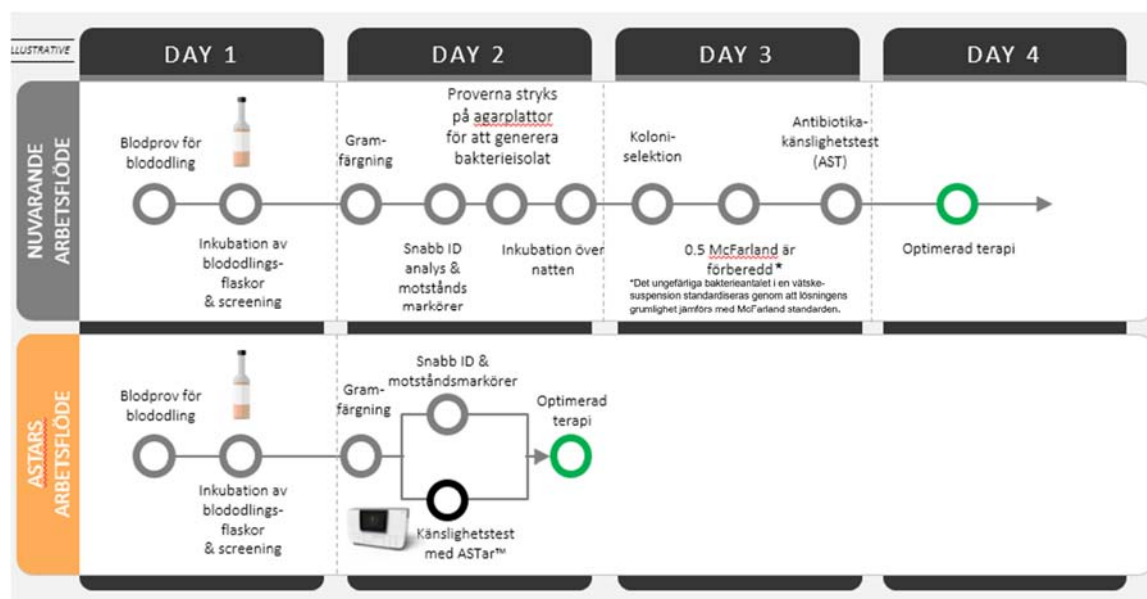 ILLUSTRATIVE
DAY 1
DAY 2
DAY 3
DAY 4
NUVARANDE
ARBETSFLÖDE
Blodprov för
blododling
Inkubation av
blododlings-
flaskor
& screening
Gram-
färgning
Snabb ID
analys &
motstånds
markörer
Proverna stryks
på agarplattor
för att generera
bakterieisolat
Inkubation över
natten
Koloni-
selektion
0.5 McFarland är
förberedd*
*Det ungefärliga bakterieantalet i en vätske-
suspension standardiseras genom att lösningens
grumlighet jämförs med McFarland standarden.
Antibiotika-
känslighetstest
(AST)
Optimerad terapi
ASTARS
ARBETSFLÖDE
Blodprov för
blododling
Inkubation av
blododlings-
flaskor
& screening
Gram-
färgning
Snabb ID &
motståndsmarkörer
Känslighetstest
med ASTar™
Optimerad
terapi